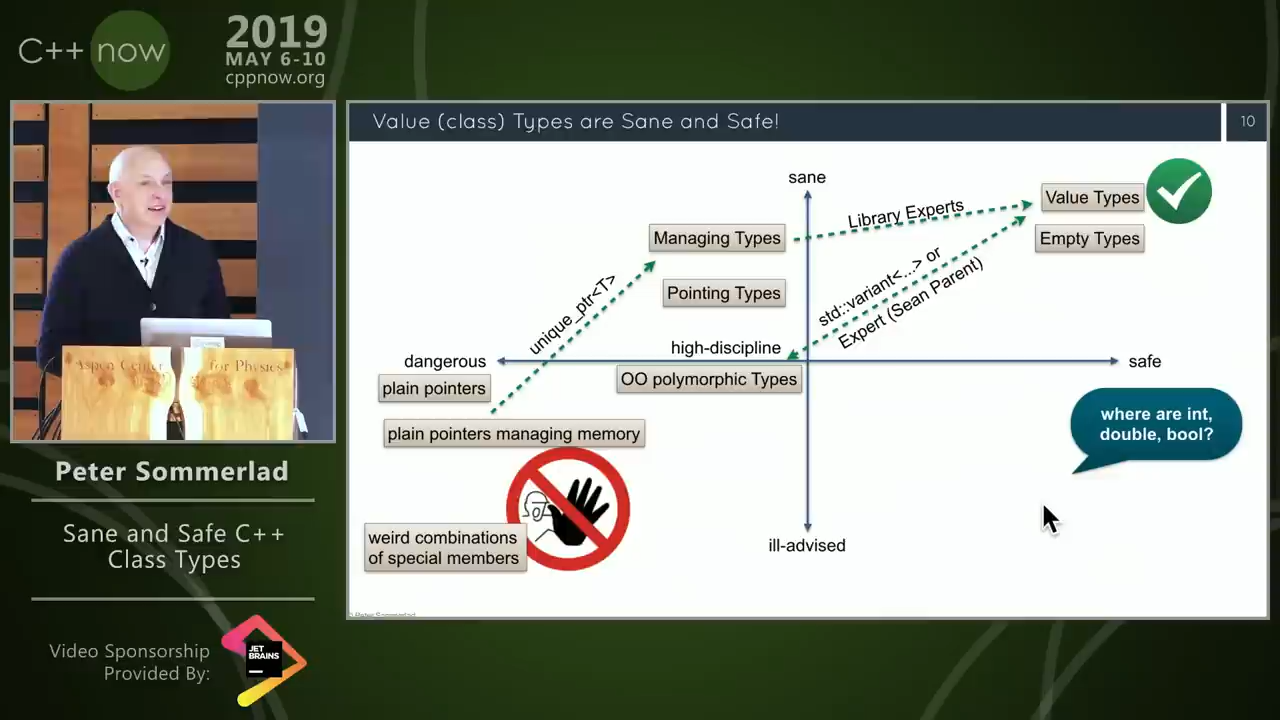 C++ now
2019
MAY 6-10
cppnow.org
Aspen Center for Physics
Peter Sommerlad
Sane and Safe C++
Class Types
Video Sponsorship
Provided By:
JET
BRAINS
Value (class) Types are Sane and Safe!
10
sane
Value Types
Library Experts
Managing Types
Empty Types
std::variant<...> or
Expert (Sean Parent)
Pointing Types
unique_ptr<T>
high-discipline
dangerous
safe
OO polymorphic Types
plain pointers
where are int,
double, bool?
plain pointers managing memory
weird combinations
of special members
ill-advised
© Peter Sommerlad